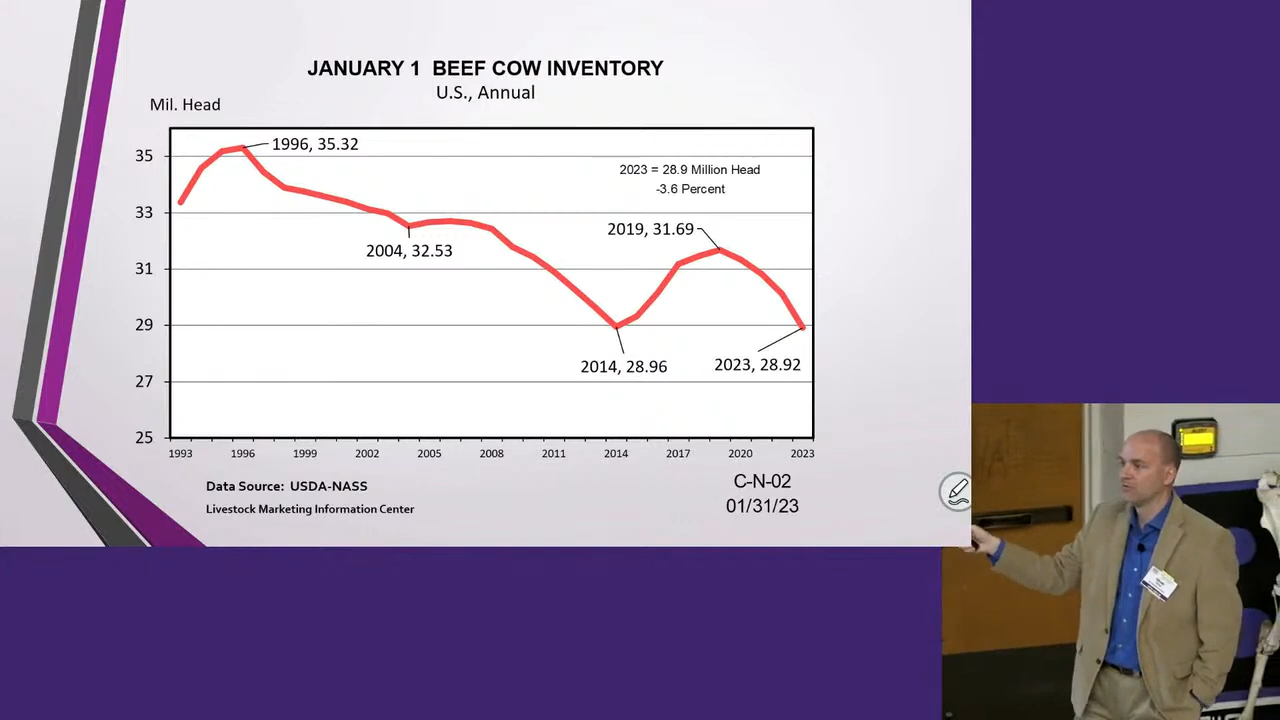 JANUARY 1 BEEF COW INVENTORY
U.S., Annual
Mil. Head
1996, 35.32
2023 = 28.9 Million Head
-3.6 Percent
2019, 31.69
2004, 32.53
2014, 28.96
2023, 28.92
35
33
31
29
27
25
1993 1996 1999 2002 2005 2008 2011 2014 2017 2020 2023
Data Source: USDA-NASS
Livestock Marketing Information Center
C-N-02
01/31/23